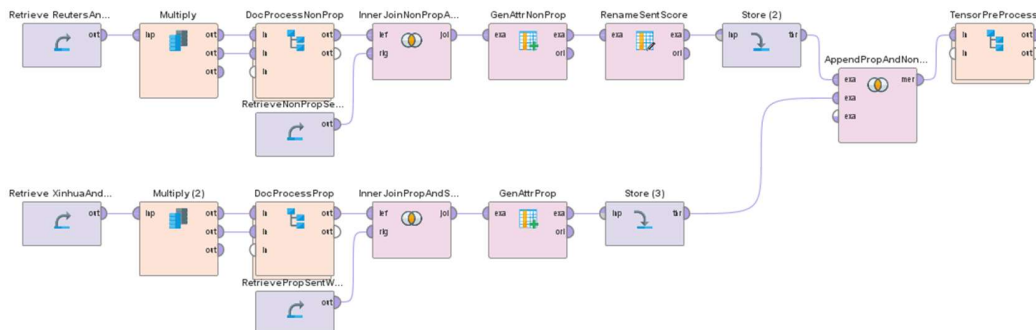 Retrieve ReutersAn...
Multiply
DocProcessNonProp
InnerJoinNonPropA...
GenAttrNonProp
RenameSentScore
Store (2)
TensorPreProcess
out
inp
out
out
out
in
in
in
out
out
lef
rig
joi
exa
exa
ori
exa
exa
ori
inp
thr
in
in
out
out
AppendPropAndNon...
exa
exa
exa
mer
RetrieveNonPropSe...
out
Retrieve XinhuaAnd...
Multiply (2)
DocProcessProp
InnerJoinPropAndS...
GenAttrProp
Store (3)
out
inp
out
out
out
in
in
in
out
out
lef
rig
joi
exa
exa
ori
inp
thr
RetrievePropSentW...
out